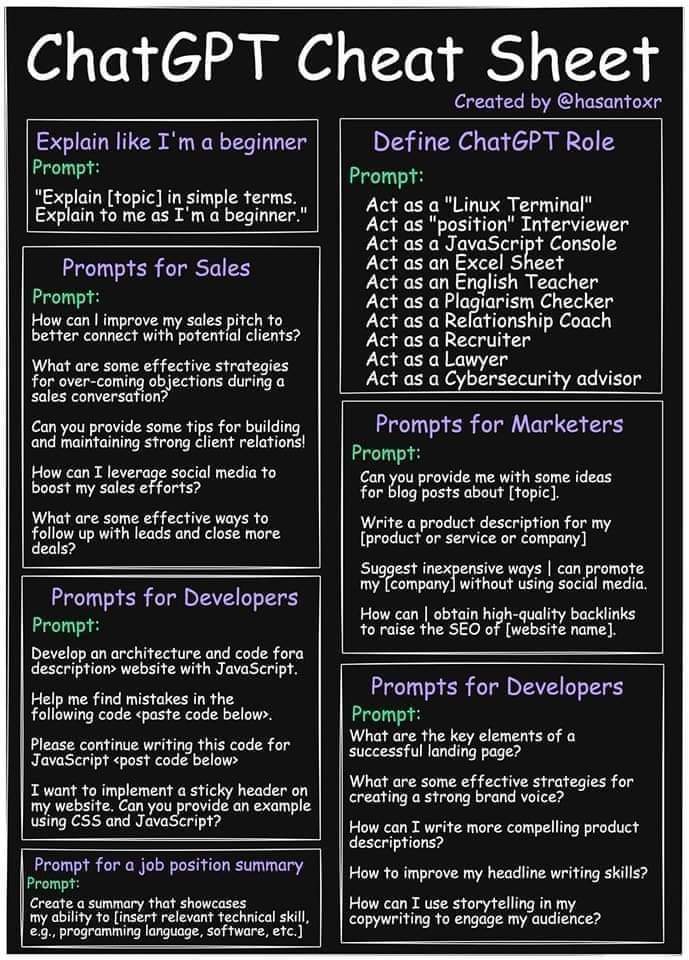 ChatGPT Cheat Sheet
Created by @hasantoxr
Explain like I'm a beginner
Prompt:
"Explain [topic] in simple terms.
Explain to me as I'm a beginner."
Prompts for Sales
Prompt:
How can I improve my sales pitch to
better connect with potential clients?
What are some effective strategies
for over-coming objections during a
sales conversation?
Can you provide some tips for building
and maintaining strong client relations!
How can I leverage social media to
boost my sales efforts?
What are some effective ways to
follow up with leads and close more
deals?
Prompts for Developers
Prompt:
Develop an architecture and code fora
description> website with JavaScript.
Help me find mistakes in the
following code <paste code below>.
Please continue writing this code for
JavaScript <post code below>
I want to implement a sticky header on
my website. Can you provide an example
using CSS and JavaScript?
Prompt for a job position summary
Prompt:
Create a summary that showcases
my ability to [insert relevant technical skill,
e.g., programming language, software, etc.]
Define ChatGPT Role
Prompt:
Act as a "Linux Terminal"
Act as "position" Interviewer
Act as a JavaScript Console
Act as an Excel Sheet
Act as an English Teacher
Act as a Plagiarism Checker
Act as a Relationship Coach
Act as a Recruiter
Act as a Lawyer
Act as a Cybersecurity advisor
Prompts for Marketers
Prompt:
Can you provide me with some ideas
for blog posts about [topic].
Write a product description for my
[product or service or company]
Suggest inexpensive ways | can promote
my [company] without using social media.
How can | obtain high-quality backlinks
to raise the SEO of [website name].
Prompts for Developers
Prompt:
What are the key elements of a
successful landing page?
What are some effective strategies for
creating a strong brand voice?
How can I write more compelling product
descriptions?
How to improve my headline writing skills?
How can I use storytelling in my
copywriting to engage my audience?